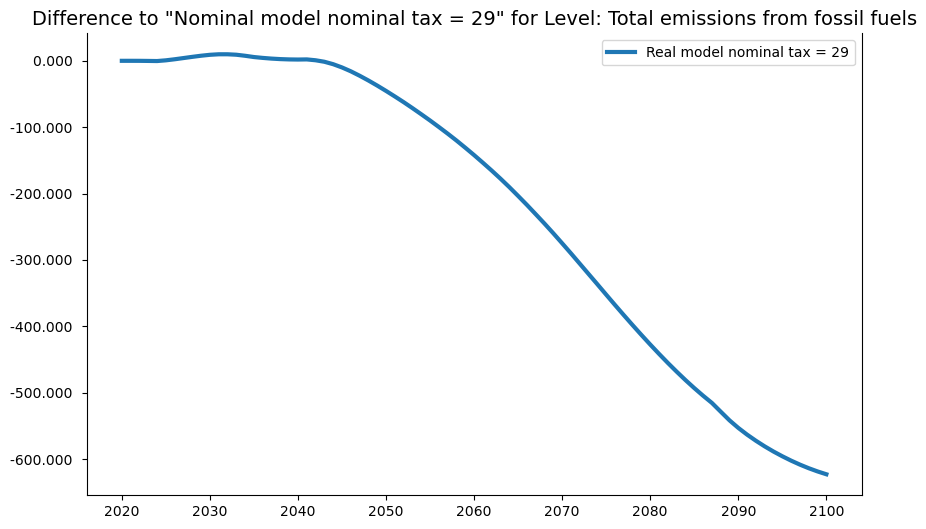 Difference to "Nominal model nominal tax = 29" for Level: Total emissions from fossil fuels
Real model nominal tax = 29
0.000
-100.000
-200.000
-300.000
-400.000
-500.000
-600.000
2020 2030 2040 2050 2060 2070 2080 2090 2100